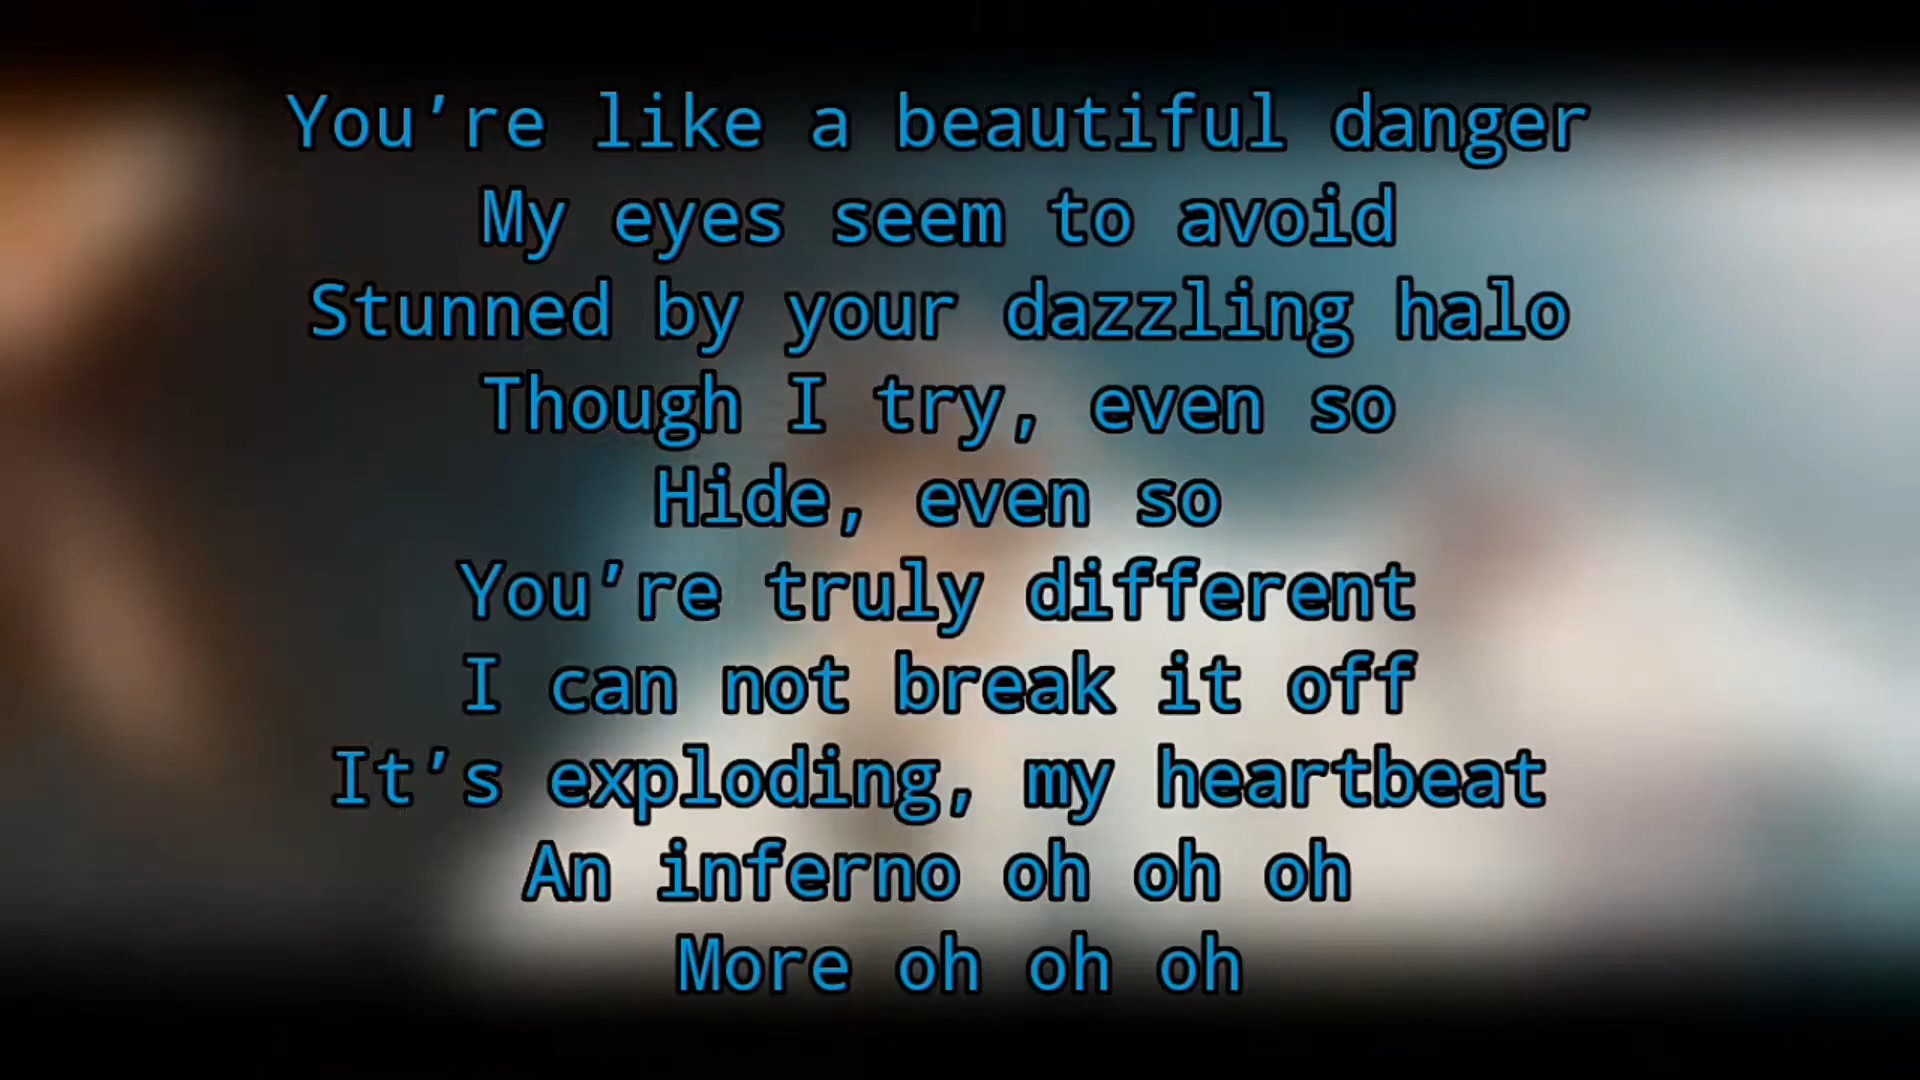 You’re like a beautiful danger
My eyes seem to avoid
Stunned by your dazzling halo
Though I try, even so
Hide, even so
You’re truly different
I can not break it off
It’s exploding, my heartbeat
An inferno oh oh oh
More oh oh oh